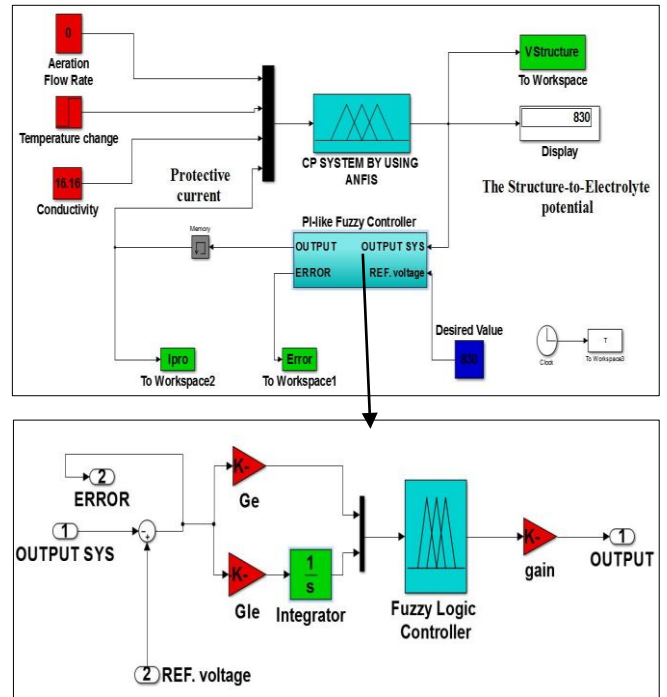 0
Aeration
Flow Rate
Temperature change
16.16
Conductivity
Protective
current
CP SYSTEM BY USING
ANFIS
VStructure
To Workspace
830
Display
The Structure-to-Electrolyte
potential
PI-like Fuzzy Controller
Memory
OUTPUT
OUTPUT SYS
ERROR
REF. voltage
Desired Value
Ipro
To Workspace2
Error
To Workspace1
Clock
T
To Workspace3
2
ERROR
1
OUTPUT SYS
2
REF. voltage
K-
Ge
K-
GIe
1
s
Integrator
Fuzzy Logic
Controller
K-
gain
1
OUTPUT